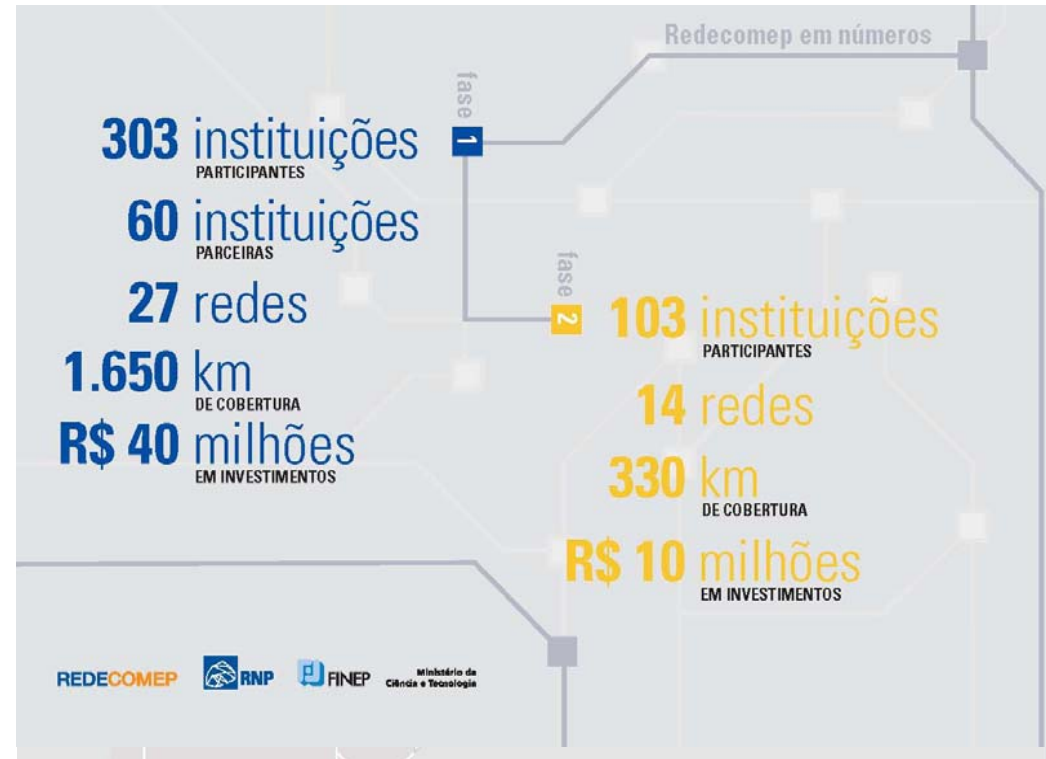 Redecomep em números
fase 1
303 instituições
PARTICIPANTES
60 instituições
PARCEIRAS
27 redes
1.650 km
DE COBERTURA
R$ 40 milhões
EM INVESTIMENTOS
fase 2
103 instituições
PARTICIPANTES
14 redes
330 km
DE COBERTURA
R$ 10 milhões
EM INVESTIMENTOS
REDECOMEP
RNP
FINEP
Ministério da
Ciência e Tecnologia